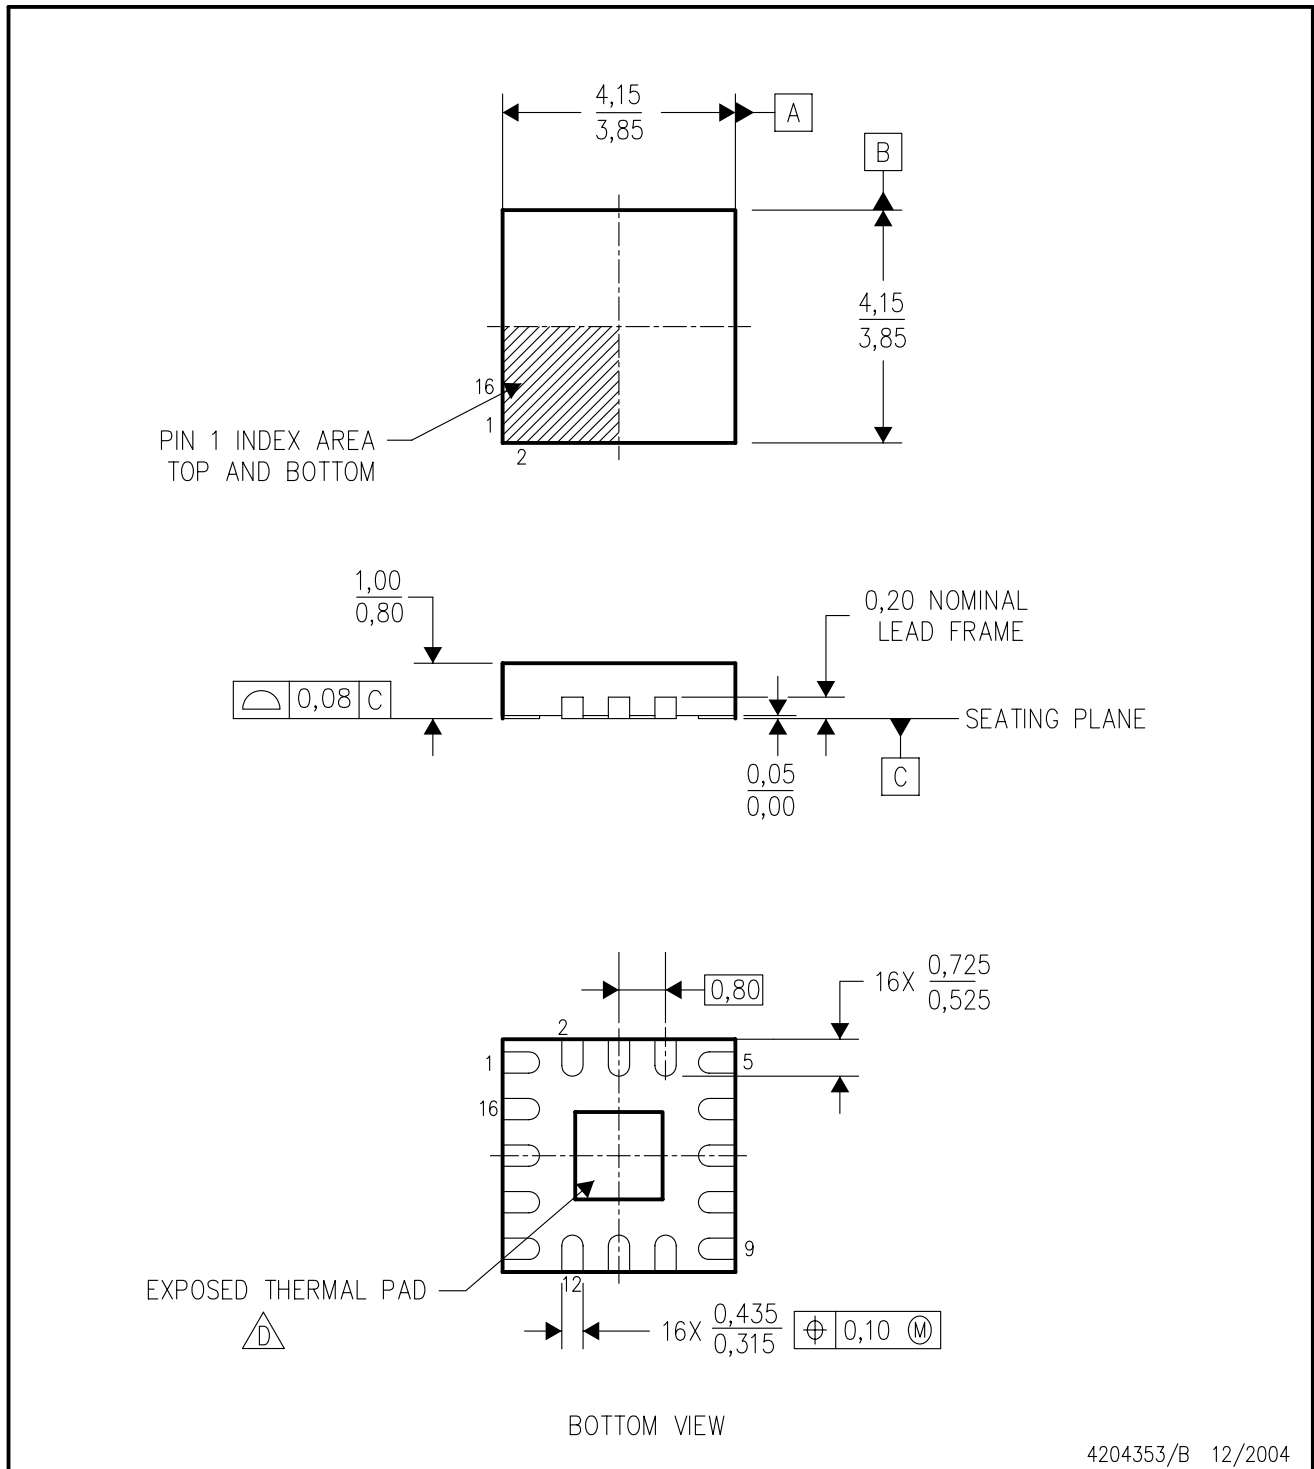 4,15
3,85
A
B
4,15
3,85
16
1
2
PIN 1 INDEX AREA
TOP AND BOTTOM
1,00
0,80
0,20 NOMINAL
LEAD FRAME
0,08 C
SEATING PLANE
0,05
0,00
C
0,80
16X 0,725
0,525
2
1
5
16
9
12
EXPOSED THERMAL PAD
D
16X 0,435
0,315
0,10 M
BOTTOM VIEW
4204353/B 12/2004